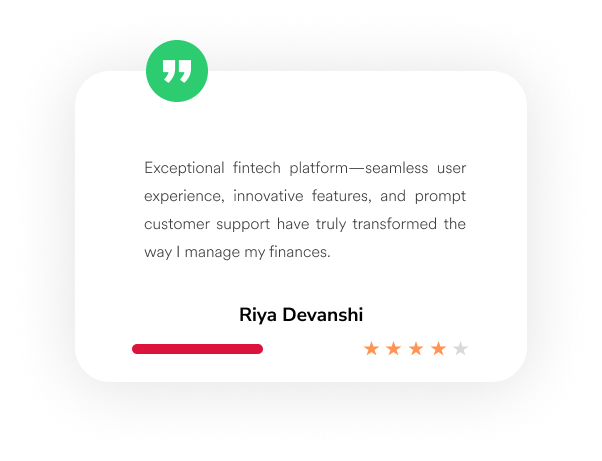 Exceptional fintech platform—seamless user
experience, innovative features, and prompt
customer support have truly transformed the
way I manage my finances.
Riya Devanshi